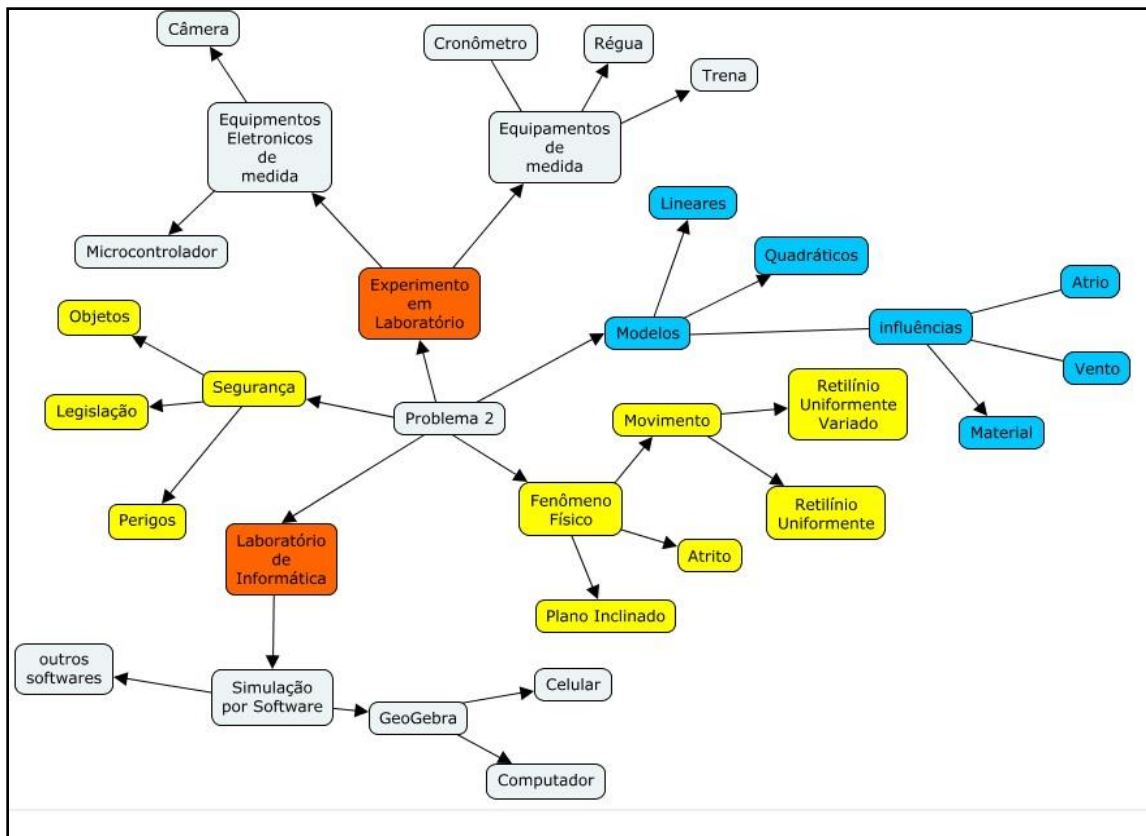 Câmera
Cronômetro
Régua
Trena
Equipmentos
Eletronicos
de
medida
Equipamentos
de
medida
Microcontrolador
Lineares
Quadráticos
Experimento
em
Laboratório
Objetos
Modelos
influências
Atrio
Vento
Material
Segurança
Legislação
Perigos
Problema 2
Movimento
Retilínio
Uniformente
Variado
Retilínio
Uniformente
Fenômeno
Físico
Atrito
Plano Inclinado
Laboratório
de
Informática
outros
softwares
Simulação
por Software
GeoGebra
Celular
Computador